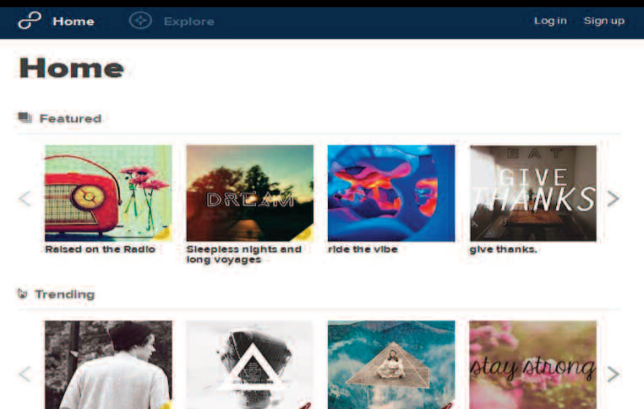 Home
Explore
Log in
Sign up
Home
Featured
DREAM
EAT
GIVE
THANKS
Raised on the Radio
Sleepless nights and
long voyages
ride the vibe
give thanks.
Trending
stay strong